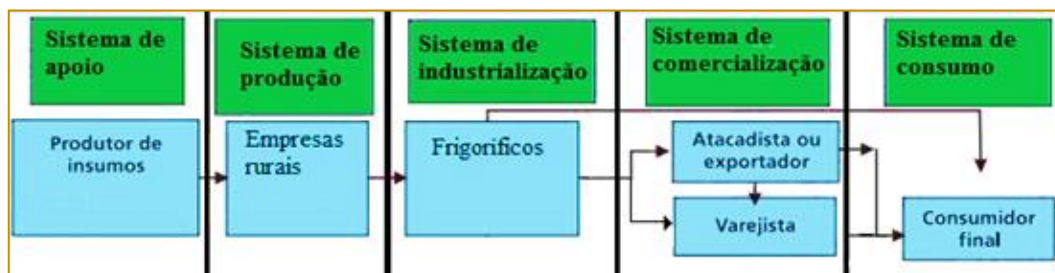 Sistema de
apoio
Sistema de
produção
Sistema de
industrialização
Sistema de
comercialização
Sistema de
consumo
Produtor de
insumos
Empresas
rurais
Frigorificos
Atacadista ou
exportador
Varejista
Consumidor
final